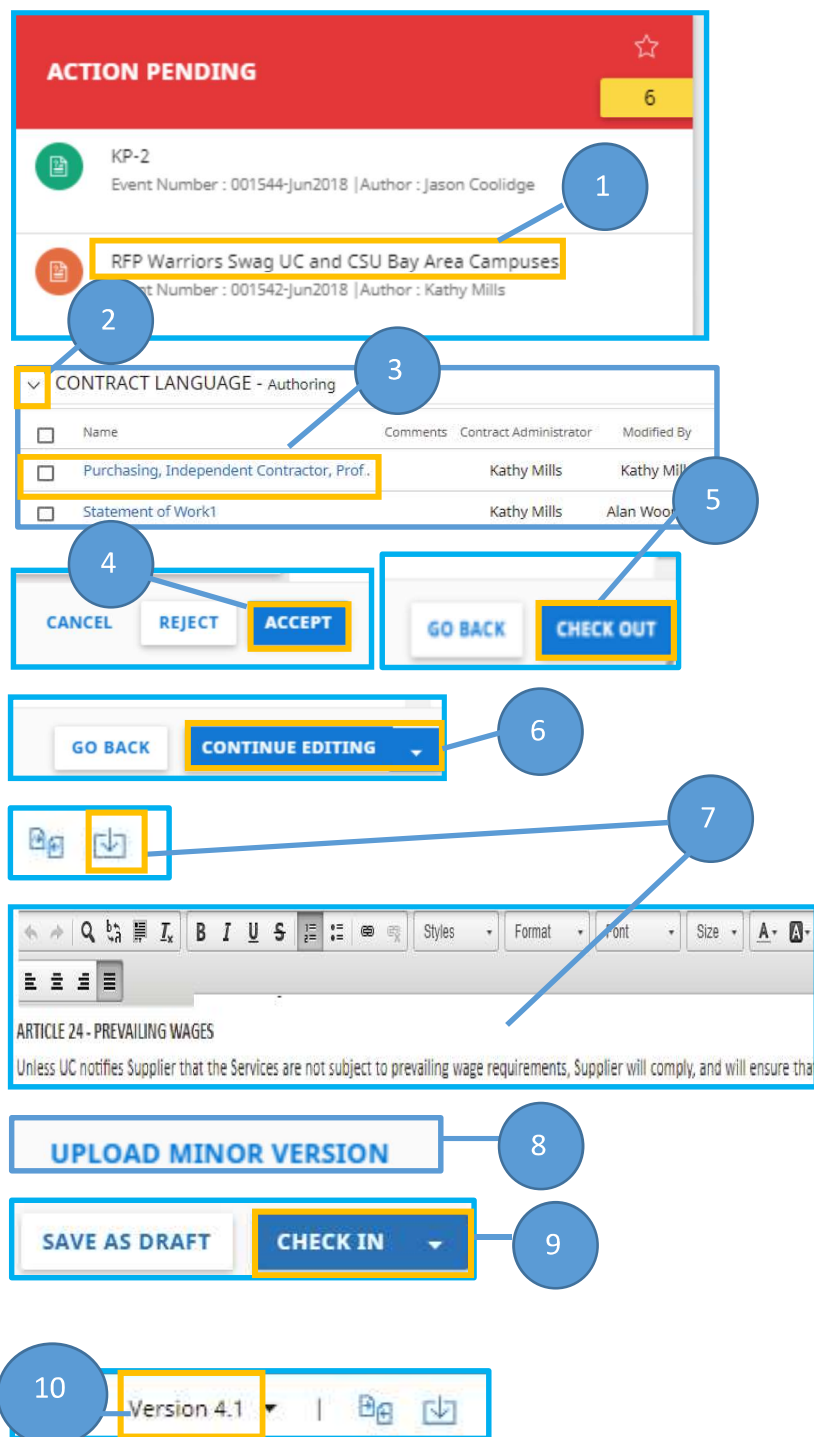 ACTION PENDING
6
KP-2
Event Number : 001544-Jun2018 |Author : Jason Coolidge
1
RFP Warriors Swag UC and CSU Bay Area Campuses
Number : 001542-Jun2018 |Author : Kathy Mills
2
3
CONTRACT LANGUAGE - Authoring
Name Comments Contract Administrator Modified By
Purchasing, Independent Contractor, Prof.. Kathy Mills Kathy
Statement of Work1 Kathy Mills Alan
5
4
CANCEL REJECT ACCEPT
GO BACK CHECK OUT
6
GO BACK CONTINUE EDITING
7
B I U S Styles Format Font Size A A
ARTICLE 24 - PREVAILING WAGES
Unless UC notifies Supplier that the Services are not subject to prevailing wage requirements, Supplier will comply, and will ensure that
8
UPLOAD MINOR VERSION
SAVE AS DRAFT CHECK IN
9
10
Version 4.1 |